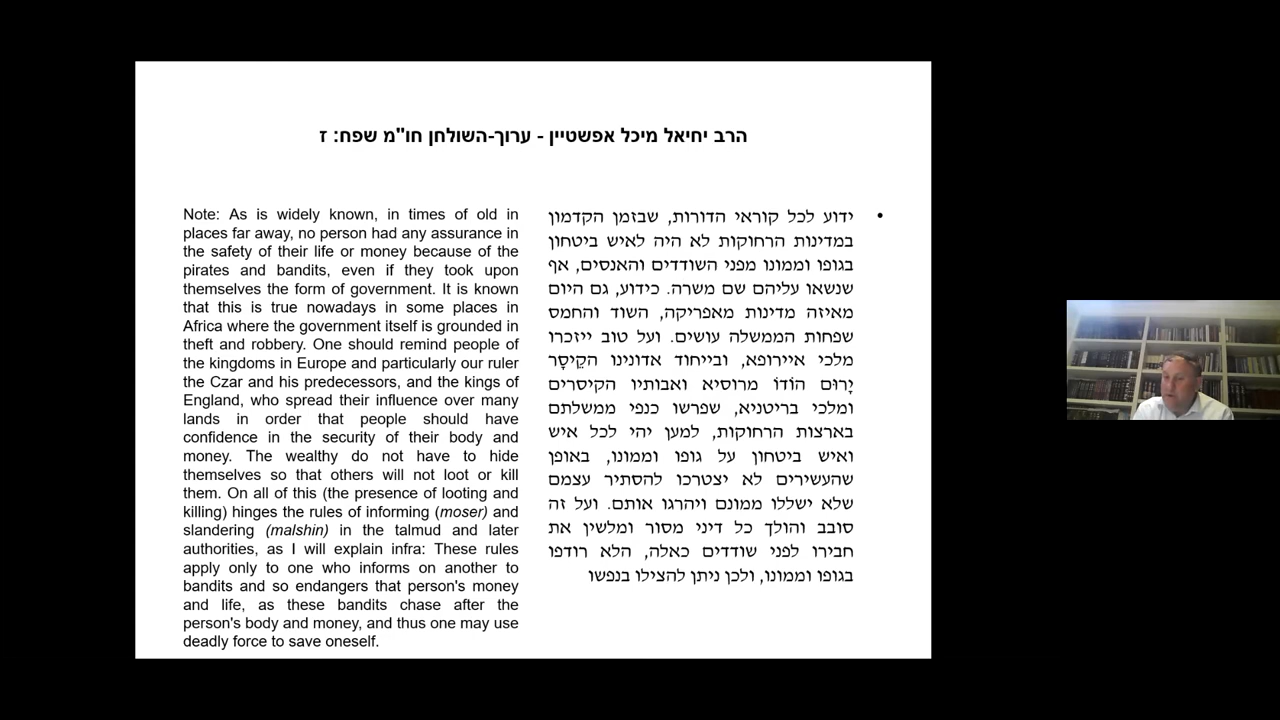 הרב יחיאל מיכל אפשטיין - ערוך-השולחן חו"מ שפח: ז
Note: As is widely known, in times of old in
places far away, no person had any assurance in
the safety of their life or money because of the
pirates and bandits, even if they took upon
themselves the form of government. It is known
that this is true nowadays in some places in
Africa where the government itself is grounded in
theft and robbery. One should remind people of
the kingdoms in Europe and particularly our ruler
the Czar and his predecessors, and the kings of
England, who spread their influence over many
lands in order that people should have
confidence in the security of their body and
money. The wealthy do not have to hide
themselves so that others will not loot or kill
them. On all of this (the presence of looting and
killing) hinges the rules of informing (moser) and
slandering (malshin) in the talmud and later
authorities, as I will explain infra: These rules
apply only to one who informs on another to
bandits and so endangers that person's money
and life, as these bandits chase after the
person's body and money, and thus one may use
deadly force to save oneself.
• ידוע לכל קוראי הדורות, שבזמן הקדמון
במדינות הרחוקות לא היה לאיש ביטחון
בגופו וממונו מפני השודדים והאנסים, אף
שנשאו עליהם שם משרה. כידוע, גם היום
מאיזה מדינות מאפריקה, השוד והחמס
שפחות הממשלה עושים. ועל טוב ייזכרו
מלכי איירופא, ובייחוד אדונינו הקֵיסָר
יָרוּם הוֹדוֹ מרוסיא ואבותיו הקיסרים
ומלכי בריטניא, שפרשו כנפי ממשלתם
בארצות הרחוקות, למען יהי לכל איש
ואיש ביטחון על גופו וממונו, באופן
שהעשירים לא יצטרכו להסתיר עצמם
שלא ישללו ממונם ויהרגו אותם. ועל זה
סובב והולך כל דיני מסור ומלשין את
חבירו לפני שודדים כאלה, הלא רודפו
בגופו וממונו, ולכן ניתן להצילו בנפשו